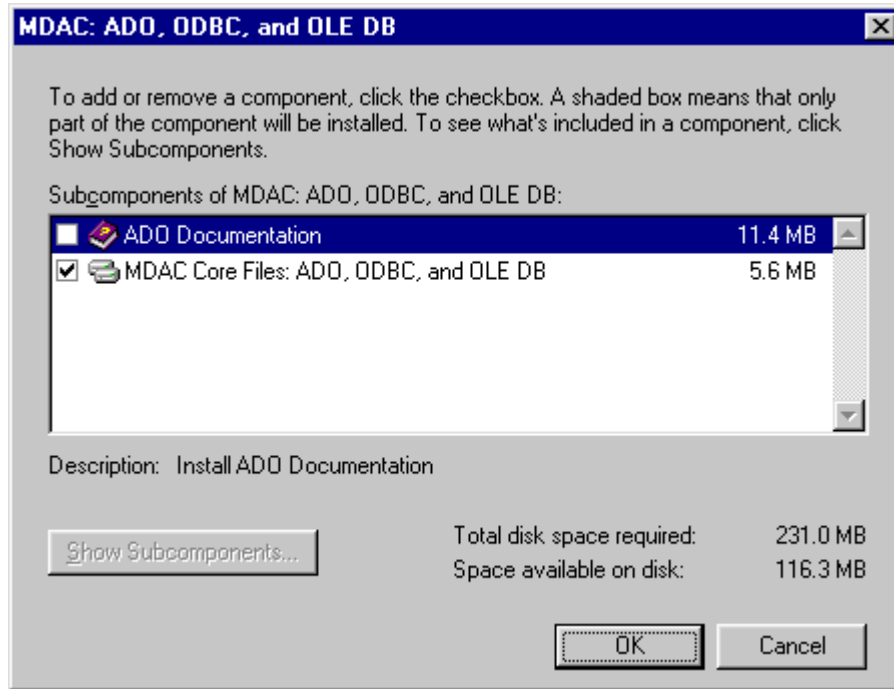 MDAC: ADO, ODBC, and OLE DB
To add or remove a component, click the checkbox. A shaded box means that only
part of the component will be installed. To see what's included in a component, click
Show Subcomponents.
Subcomponents of MDAC: ADO, ODBC, and OLE DB:
ADO Documentation 11.4 MB
MDAC Core Files: ADO, ODBC, and OLE DB 5.6 MB
Description: Install ADO Documentation
Show Subcomponents...
Total disk space required: 231.0 MB
Space available on disk: 116.3 MB
OK Cancel